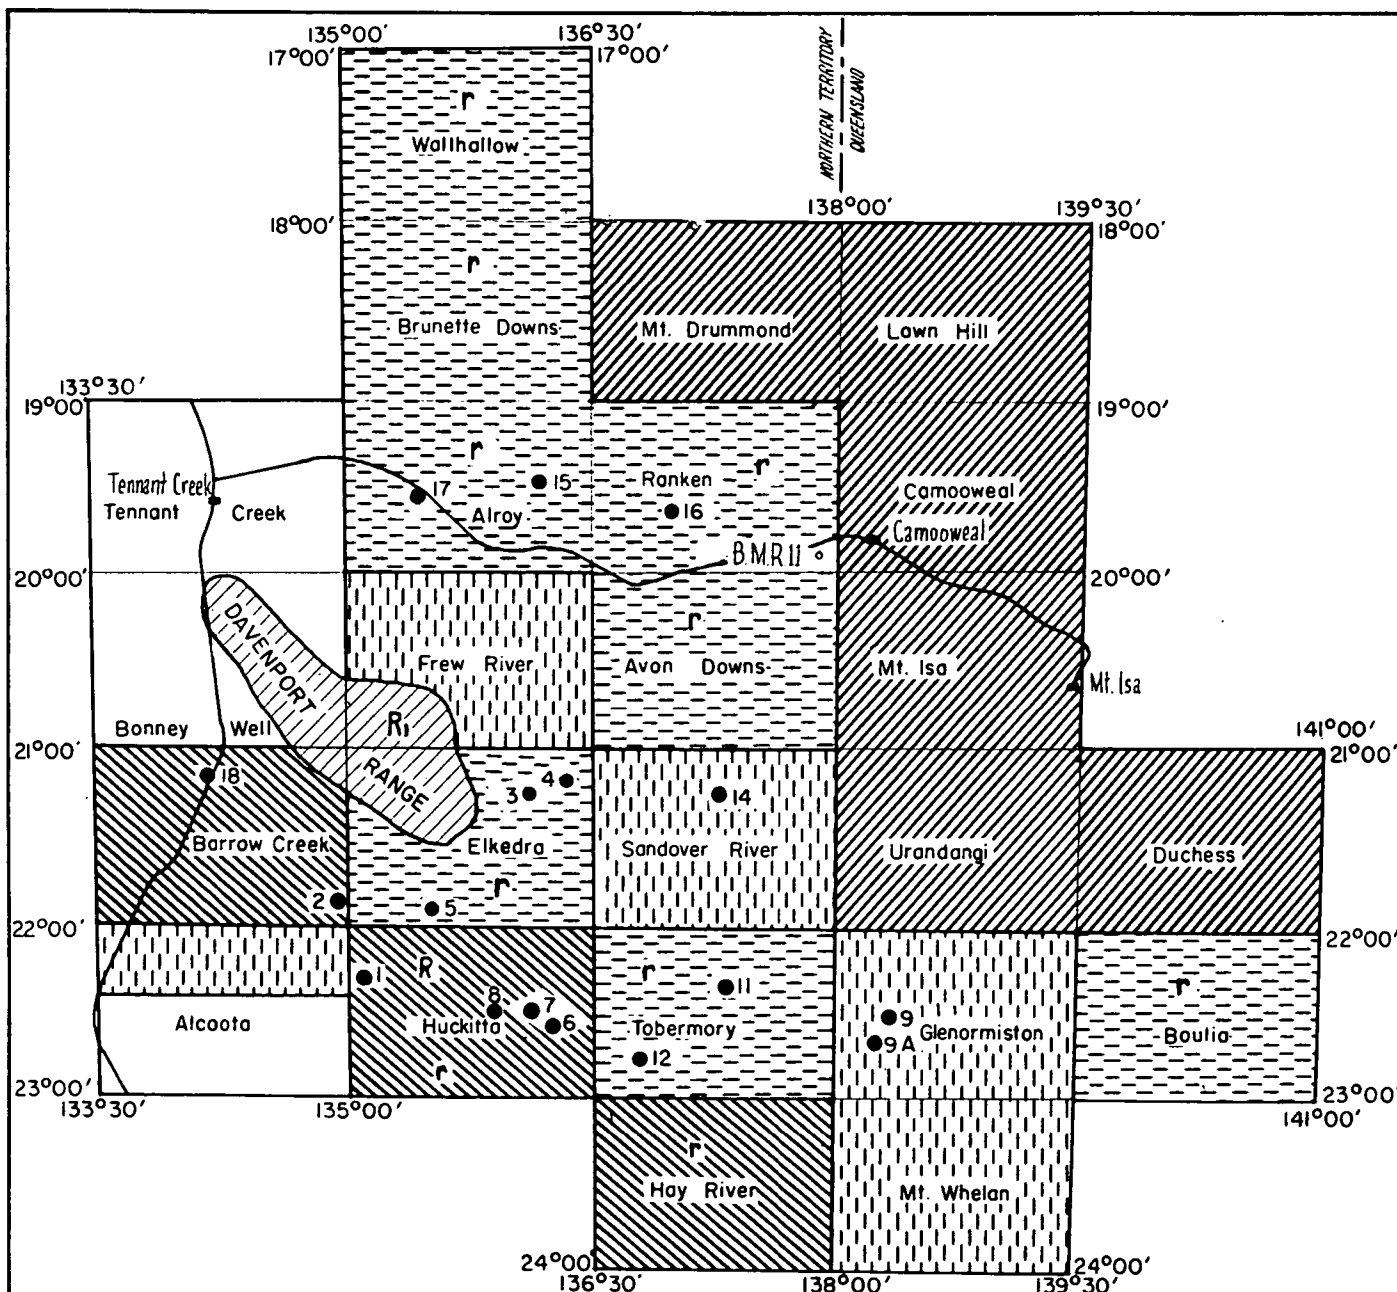 135°00'
136°30'
17°00'
17°00'
NORTHERN TERRITORY
QUEENSLAND
r
Wallhallow
138°00'
139°30'
18°00'
18°00'
r
Brunette Downs
Mt. Drummond
Lawn Hill
133°30'
19°00'
19°00'
r
r
Ranken
Tennant Creek
17
15
Camooweal
Tennant Creek
Alroy
16
Camooweal
B.M.R 11
20°00'
20°00'
DAVENPORT
r
Frew River
Avon Downs
Mt. Isa
Mt. Isa
R1
Bonney Well
141°00'
21°00'
21°00'
18
RANGE
4
3
14
Barrow Creek
Elkedra
Sandover River
Urandangi
Duchess
r
2
5
22°00'
22°00'
R
r
1
11
r
8
7
9
Alcoota
Huckitta
6
Tobermory
Glenormiston
Boulia
9A
12
r
23°00'
23°00'
133°30'
135°00'
141°00'
r
Hay River
Mt. Whelan
24°00'
24°00'
136°30'
138°00'
139°30'